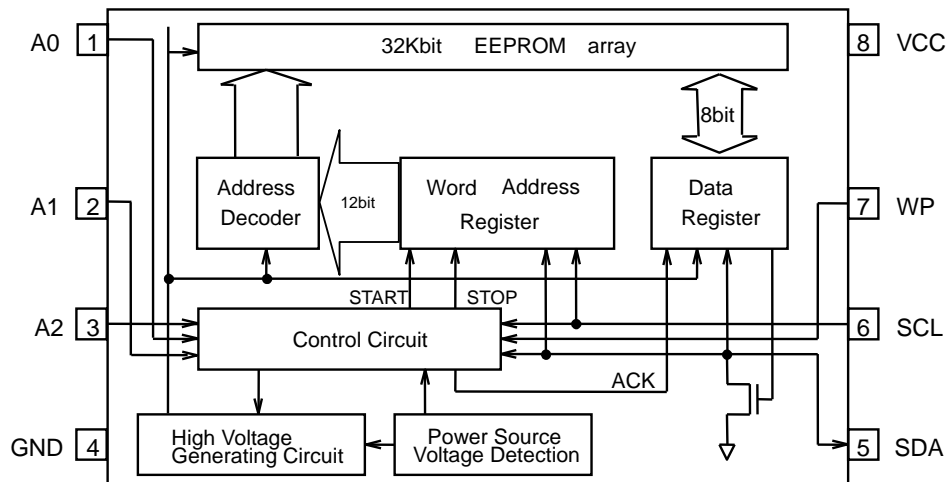 A0 1
32Kbit EEPROM array
8 VCC
8bit
A1 2
Address
Decoder
12bit
Word Address
Register
Data
Register
7 WP
START
STOP
A2 3
Control Circuit
6 SCL
ACK
GND 4
High Voltage
Generating Circuit
Power Source
Voltage Detection
5 SDA